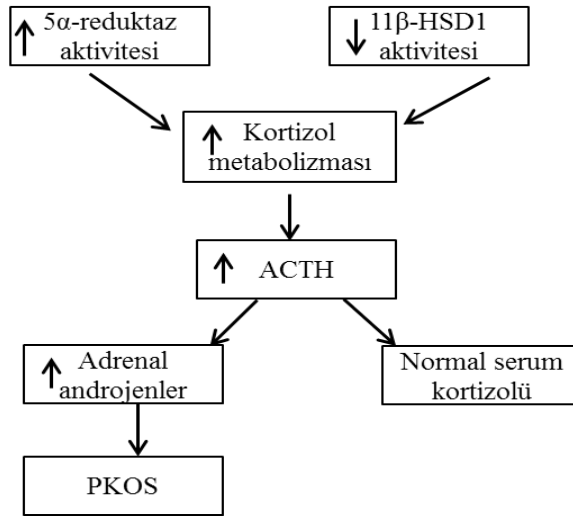 5α-reduktaz
aktivitesi
11β-HSD1
aktivitesi
Kortizol
metabolizması
ACTH
Adrenal
androjenler
Normal serum
kortizolü
PKOS